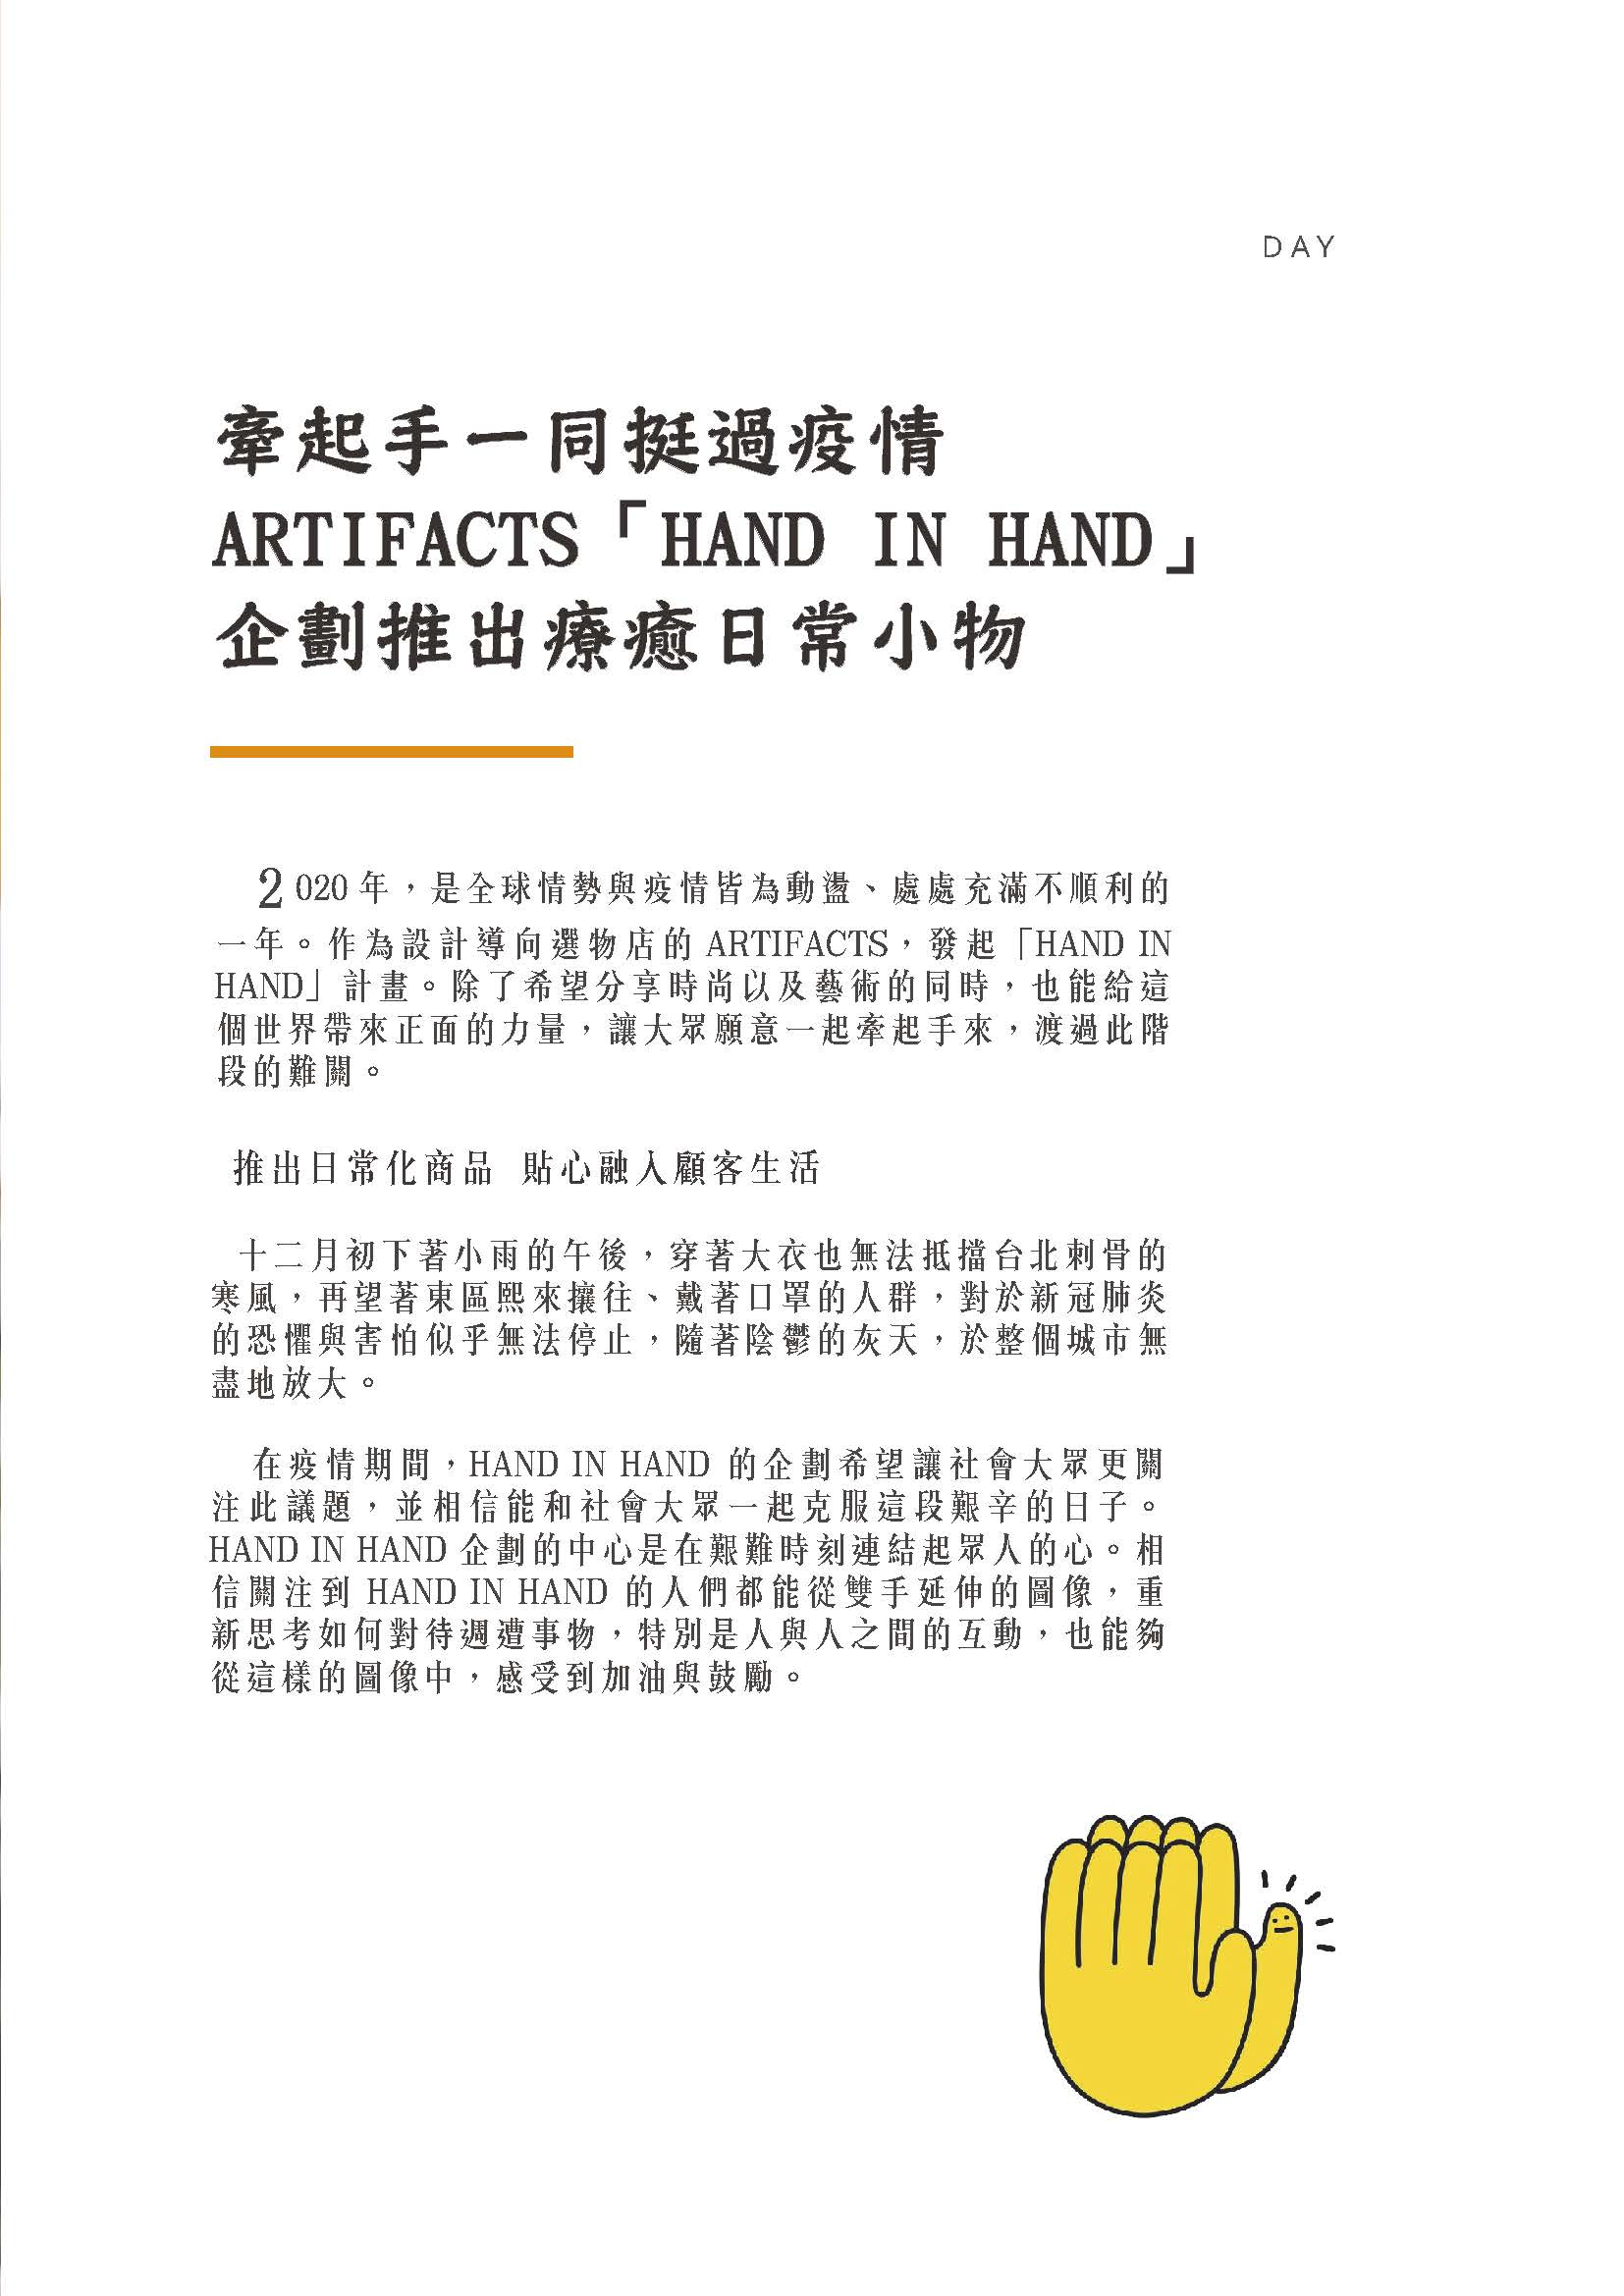 DAY
牽起手一同挺過疫情
ARTIFACTS「HAND IN HAND」
企劃推出療癒日常小物
2020 年，是全球情勢與疫情皆為動盪、處處充滿不順利的
一年。作為設計導向選物店的 ARTIFACTS，發起「HAND IN
HAND」計畫。除了希望分享時尚以及藝術的同時，也能給這
個世界帶來正面的力量，讓大眾願意一起牽起手來，渡過此階
段的難關。
推出日常化商品 貼心融入顧客生活
十二月初下著小雨的午後，穿著大衣也無法抵擋台北刺骨的
寒風，再望著東區熙來攘往、戴著口罩的人群，對於新冠肺炎
的恐懼與害怕似乎無法停止，隨著陰鬱的灰天，於整個城市無
盡地放大。
在疫情期間，HAND IN HAND 的企劃希望讓社會大眾更關
注此議題，並相信能和社會大眾一起克服這段艱辛的日子。
HAND IN HAND 企劃的中心是在艱難時刻連結起眾人的心。相
信關注到 HAND IN HAND 的人們都能從雙手延伸的圖像，重
新思考如何對待週遭事物，特別是人與人之間的互動，也能夠
從這樣的圖像中，感受到加油與鼓勵。